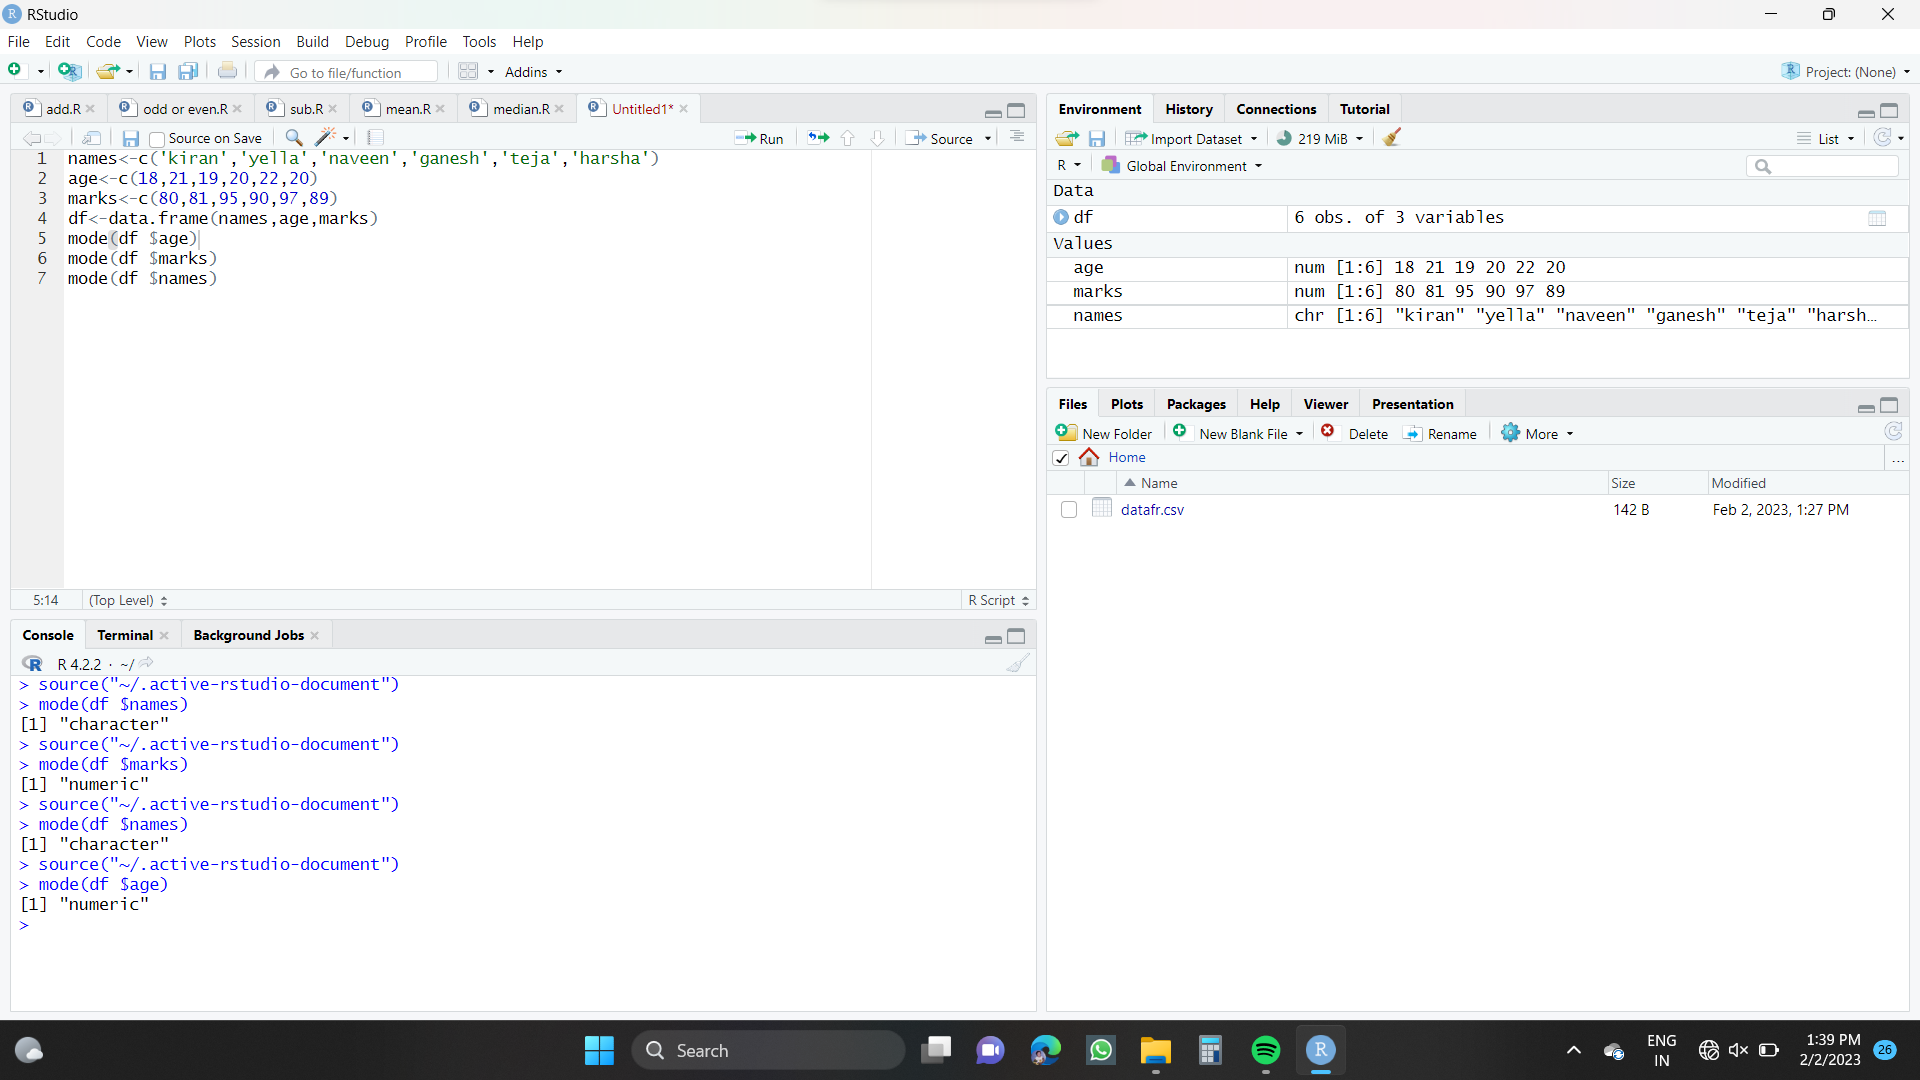 RStudio
File Edit Code View Plots Session Build Debug Profile Tools Help
Go to file/function Addins Project: (None)
add.R odd or even.R sub.R mean.R median.R Untitled1*
Source on Save Run Source
1 names<-c('kiran','yella','naveen','ganesh','teja','harsha')
2 age<-c(18,21,19,20,22,20)
3 marks<-c(80,81,95,90,97,89)
4 df<-data.frame(names,age,marks)
5 mode(df $age)
6 mode(df $marks)
7 mode(df $names)
5:14 (Top Level) R Script
Console Terminal Background Jobs
R 4.2.2 · ~/
> source("~/.active-rstudio-document")
> mode(df $names)
[1] "character"
> source("~/.active-rstudio-document")
> mode(df $marks)
[1] "numeric"
> source("~/.active-rstudio-document")
> mode(df $names)
[1] "character"
> source("~/.active-rstudio-document")
> mode(df $age)
[1] "numeric"
>
Environment History Connections Tutorial
Import Dataset 219 MiB List
R Global Environment
Data
df 6 obs. of 3 variables
Values
age num [1:6] 18 21 19 20 22 20
marks num [1:6] 80 81 95 90 97 89
names chr [1:6] "kiran" "yella" "naveen" "ganesh" "teja" "harsh…
Files Plots Packages Help Viewer Presentation
New Folder New Blank File Delete Rename More
Home ...
Name Size Modified
datafr.csv 142 B Feb 2, 2023, 1:27 PM
Search
ENG
IN
1:39 PM
2/2/2023
26